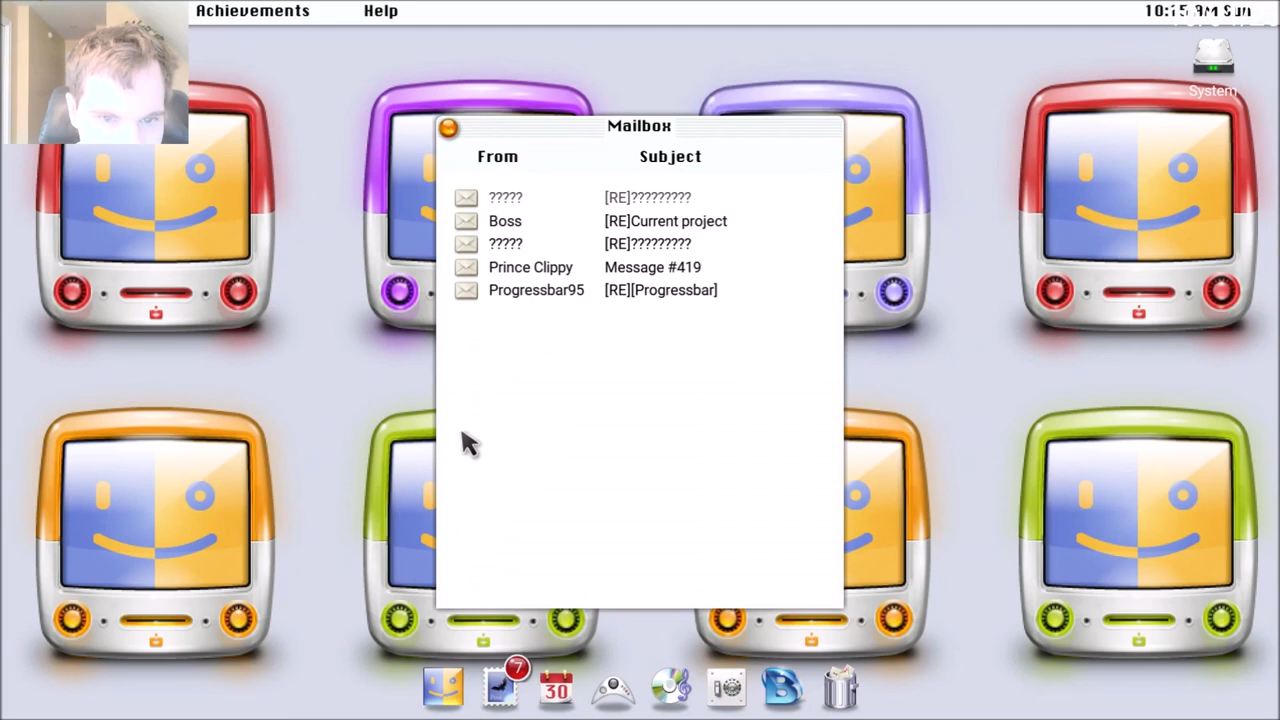 Achievements Help 10:15 AM Sun
System
Mailbox
From Subject
????? [RE]?????????
Boss [RE]Current project
????? [RE]?????????
Prince Clippy Message #419
Progressbar95 [RE][Progressbar]
7
30
B